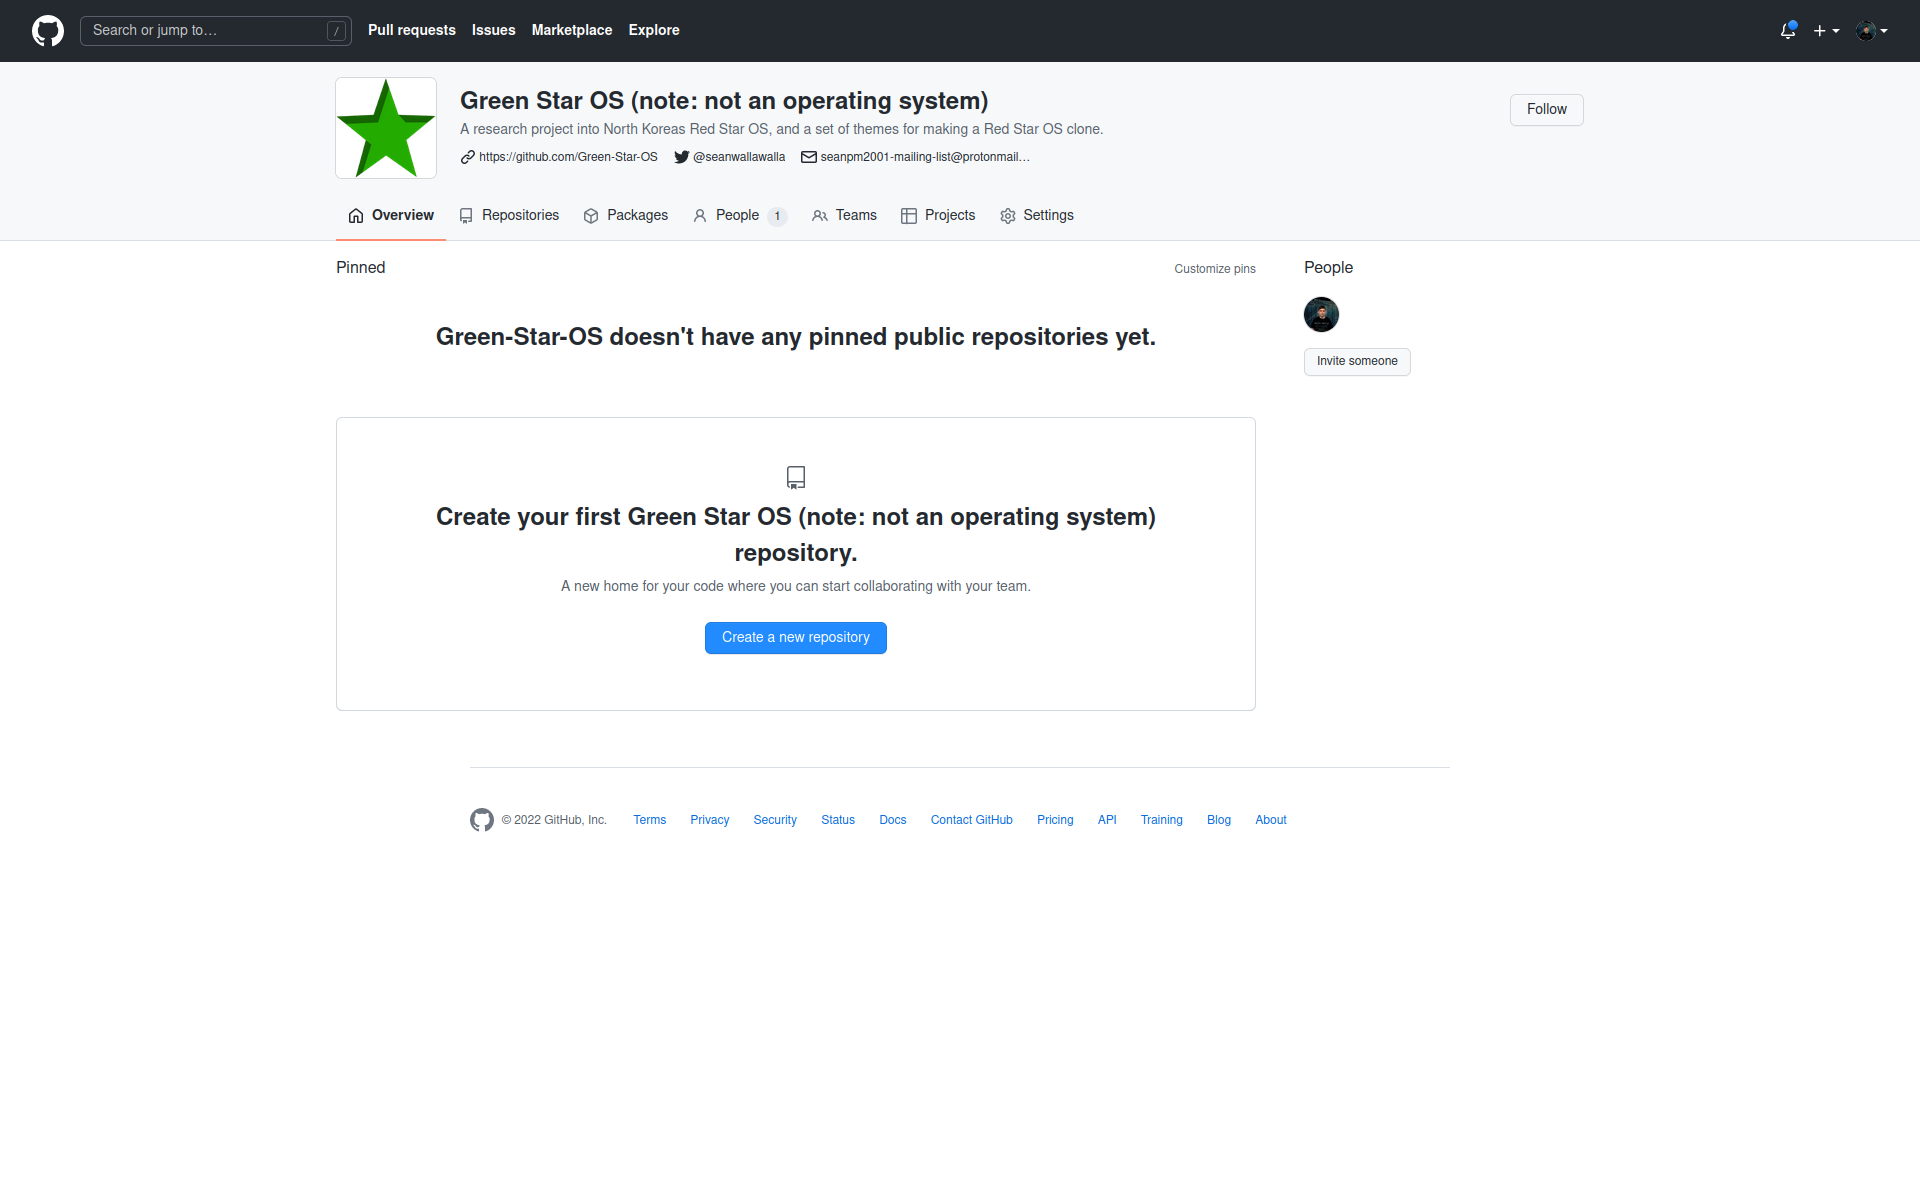 Search or jump to… /
Pull requests Issues Marketplace Explore
Green Star OS (note: not an operating system)
Follow
A research project into North Koreas Red Star OS, and a set of themes for making a Red Star OS clone.
https://github.com/Green-Star-OS @seanwallawalla seanpm2001-mailing-list@protonmail…
Overview Repositories Packages People 1 Teams Projects Settings
Pinned
Customize pins
Green-Star-OS doesn't have any pinned public repositories yet.
Create your first Green Star OS (note: not an operating system)
repository.
A new home for your code where you can start collaborating with your team.
Create a new repository
People
Invite someone
© 2022 GitHub, Inc. Terms Privacy Security Status Docs Contact GitHub Pricing API Training Blog About